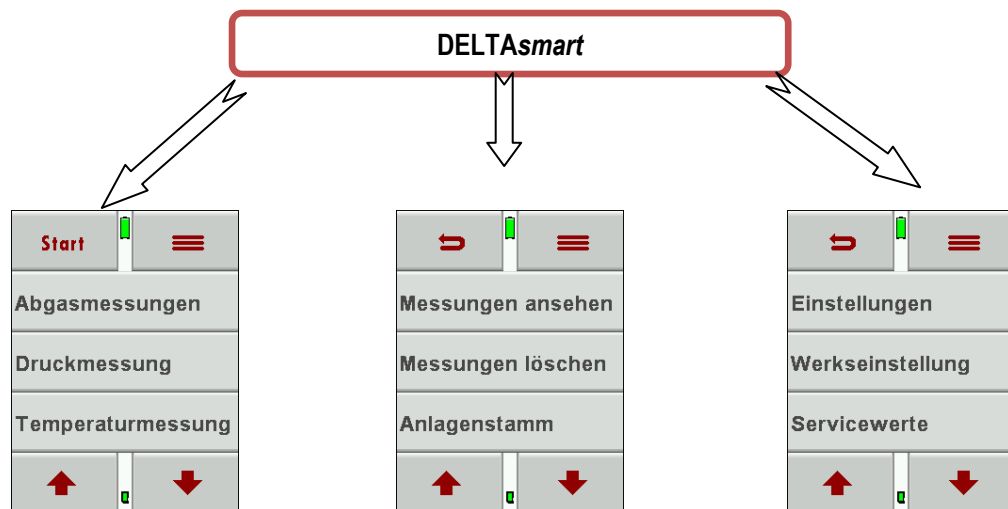 DELTAsmart
Start
Abgasmessungen
Druckmessung
Temperaturmessung
Messungen ansehen
Messungen löschen
Anlagenstamm
Einstellungen
Werkseinstellung
Servicewerte